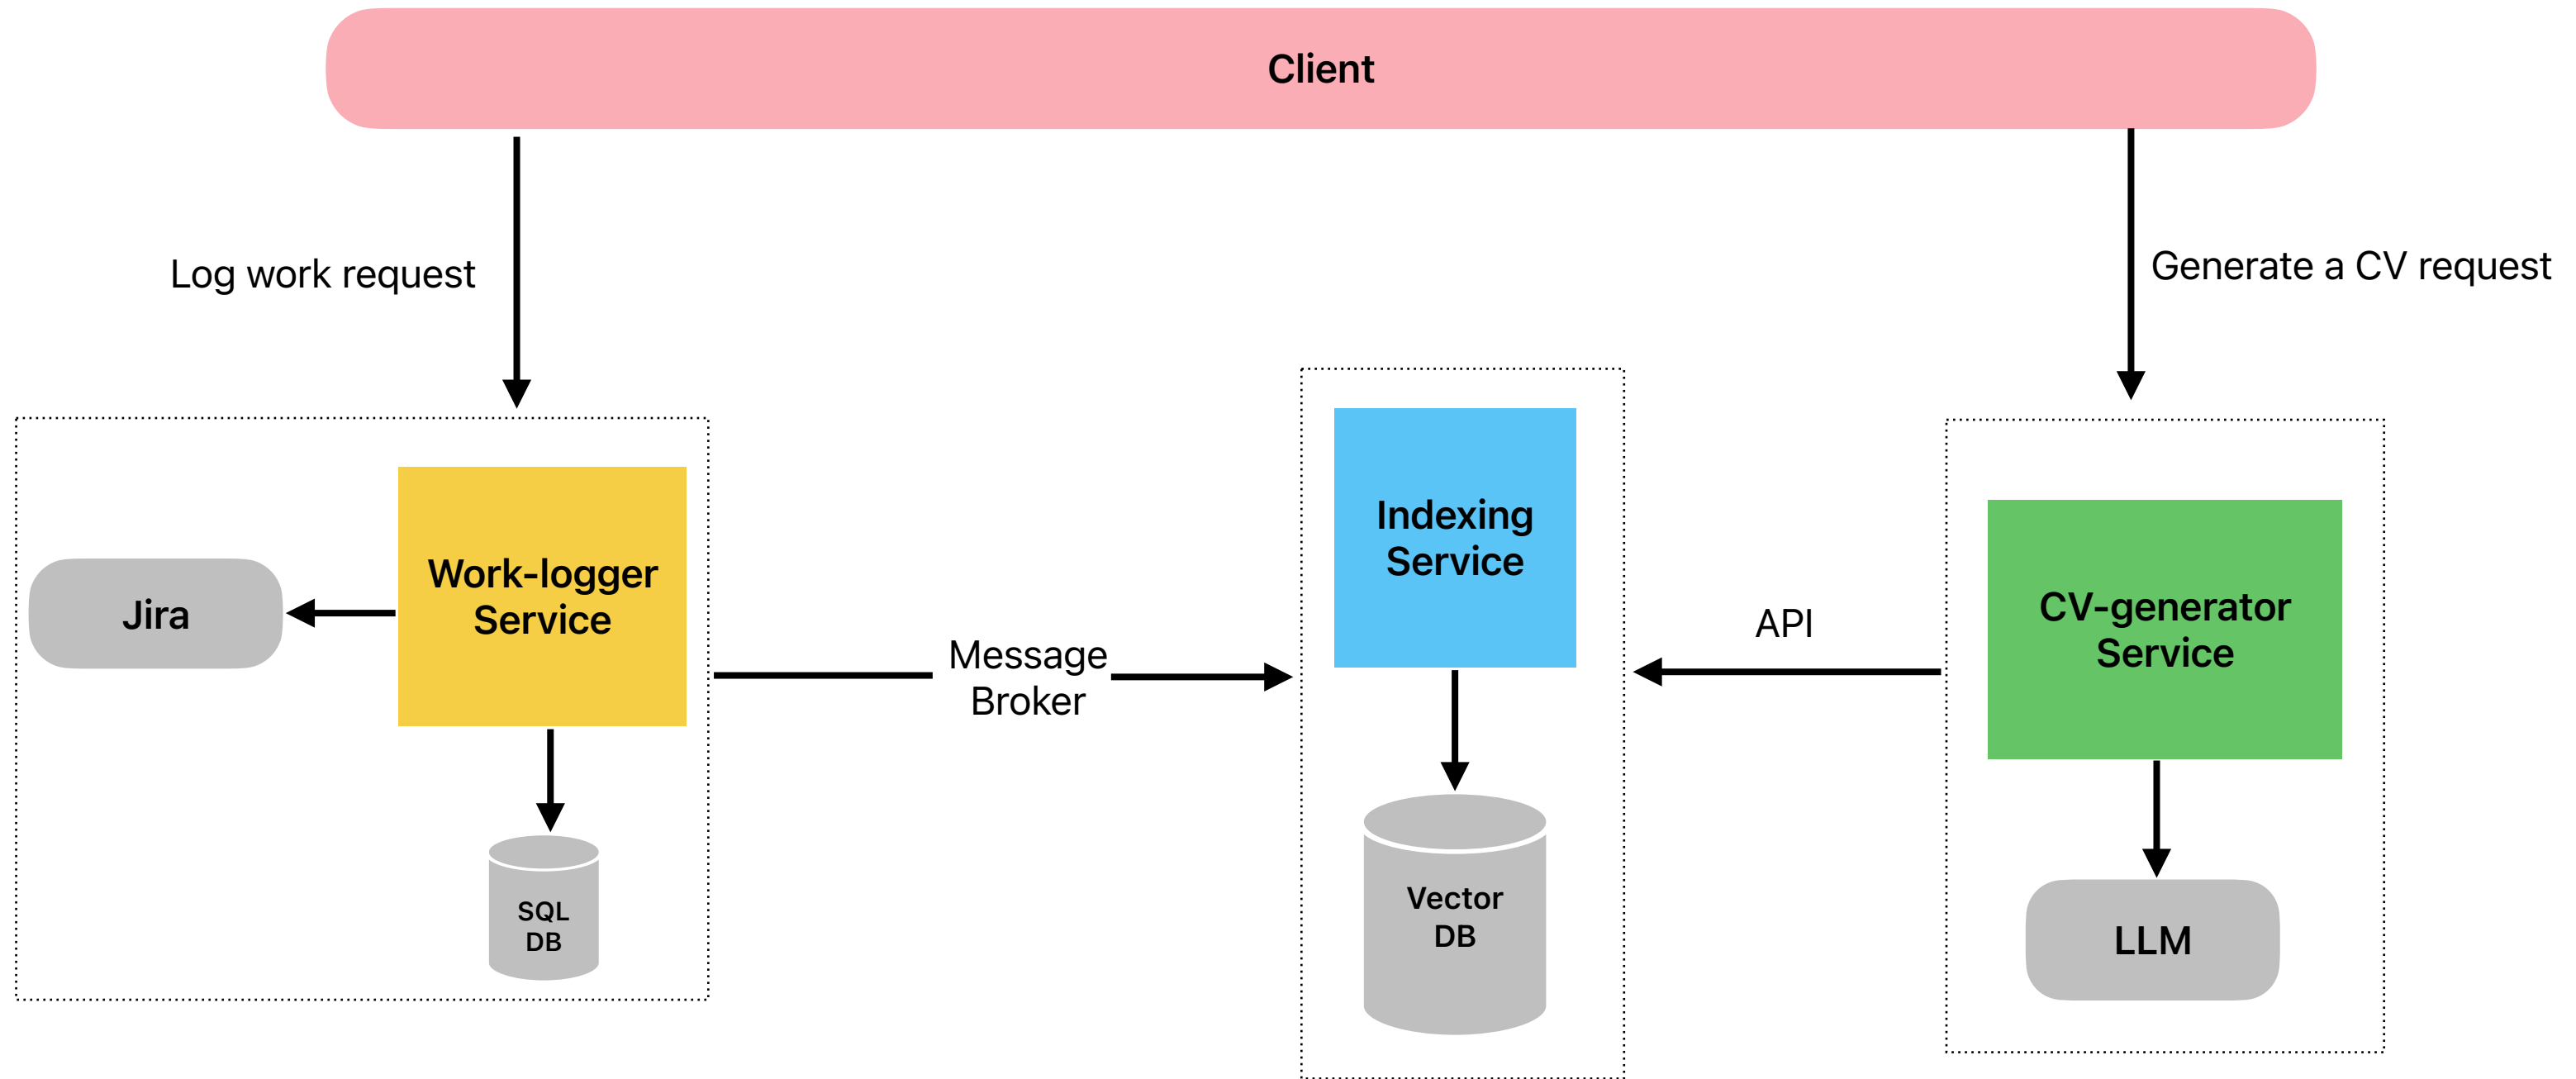 Client
Log work request
Generate a CV request
Jira
Work-logger
Service
Message
Broker
Indexing
Service
API
CV-generator
Service
SQL
DB
Vector
DB
LLM